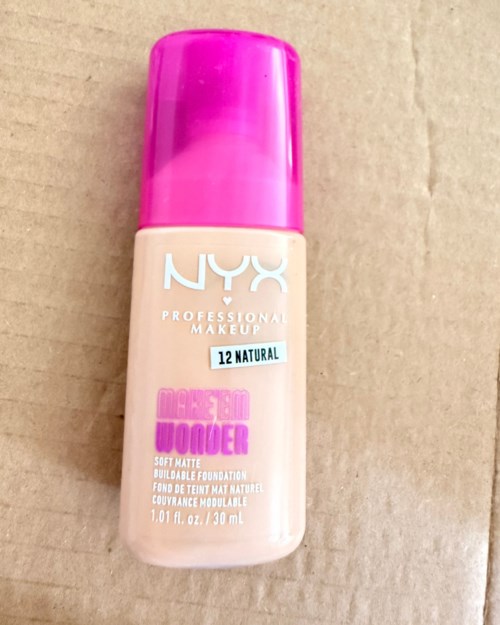 NYX
PROFESSIONAL
MAKEUP
12 NATURAL
MAKE'EM
WONDER
SOFT MATTE
BUILDABLE FOUNDATION
FOND DE TEINT MAT NATUREL
COUVRANCE MODULABLE
1.01 fl. oz. / 30 mL